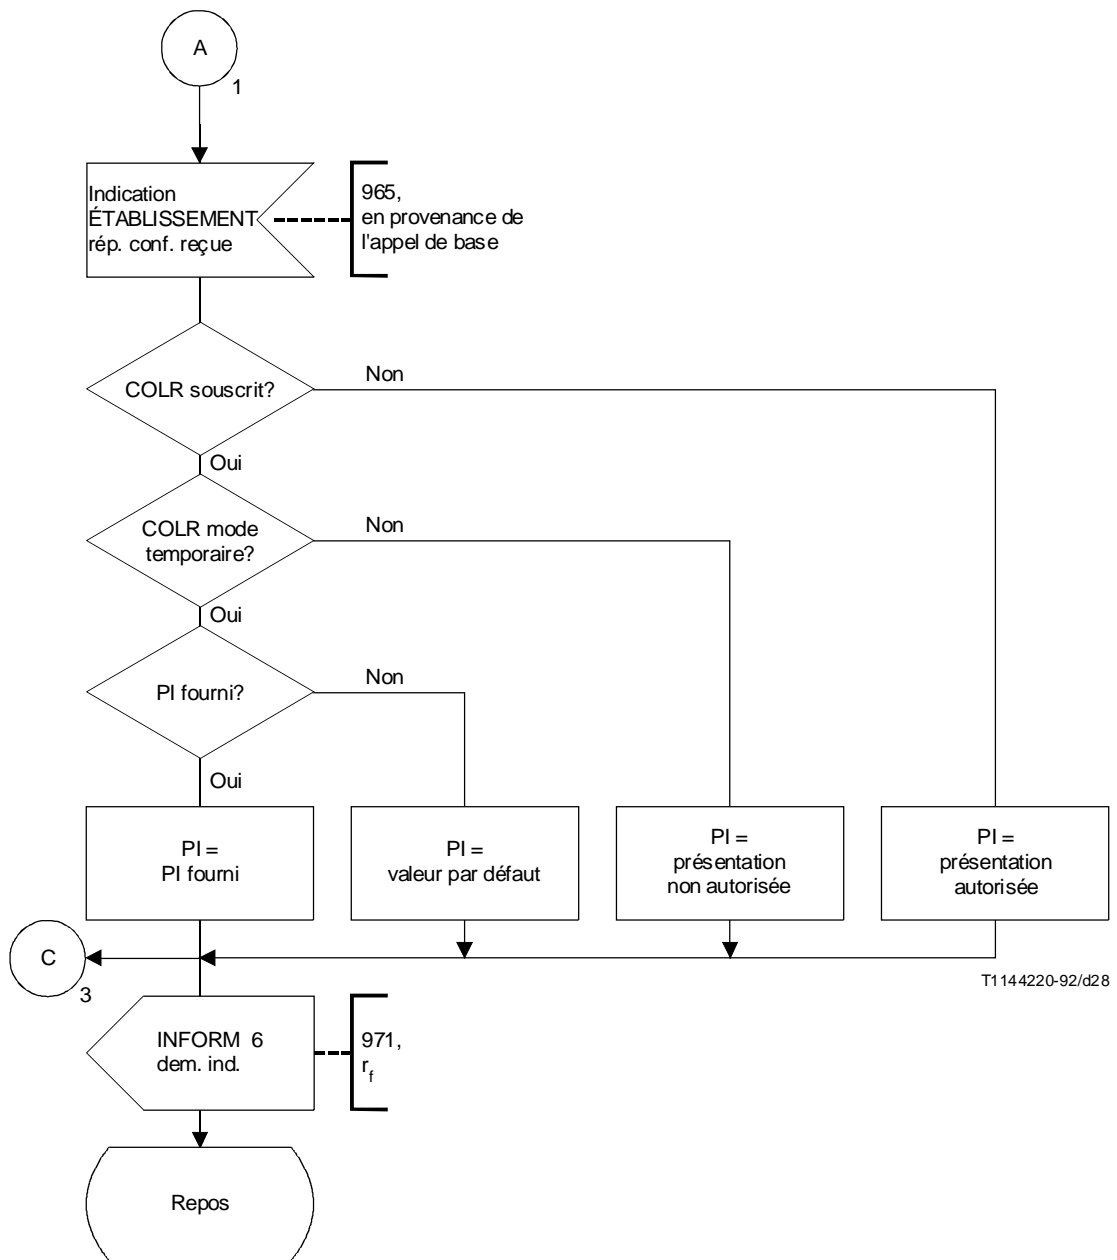 A
1
Indication
ÉTABLISSEMENT
rép. conf. reçue
965,
en provenance de
l'appel de base
COLR souscrit?
Non
Oui
COLR mode
temporaire?
Non
Oui
PI fourni?
Non
Oui
PI =
PI fourni
PI =
valeur par défaut
PI =
présentation
non autorisée
PI =
présentation
autorisée
C
3
T1144220-92/d28
INFORM 6
dem. ind.
971,
r_f
Repos